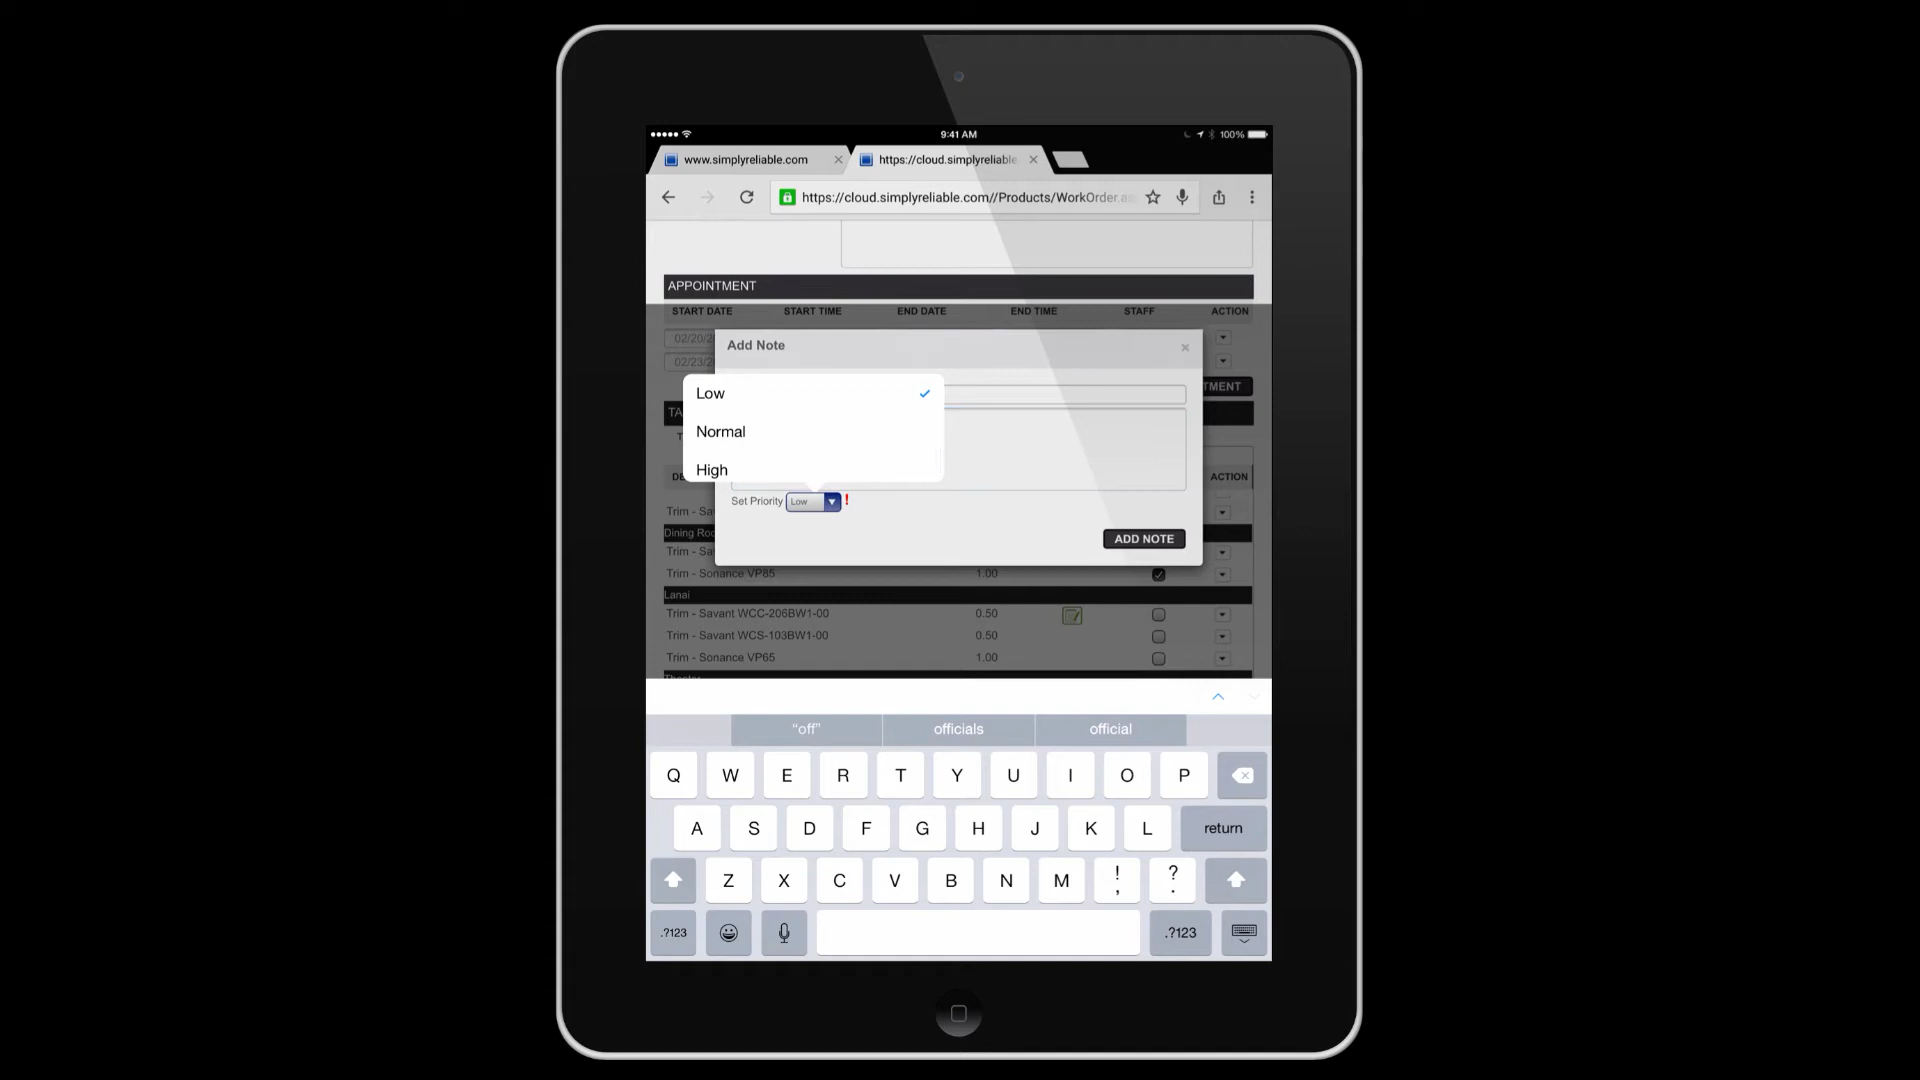 9:41 AM
100%
www.simplyreliable.com
https://cloud.simplyreliable
https://cloud.simplyreliable.com//Products/WorkOrder.as
APPOINTMENT
START DATE START TIME END DATE END TIME STAFF ACTION
Add Note
02/20/2
02/23/2
TMENT
Low
TA
Normal
T
High
DE
ACTION
Set Priority Low !
Trim - Sa
Dining Roo
ADD NOTE
Trim - Sa
Trim - Sonance VP85 1.00
Lanai
Trim - Savant WCC-206BW1-00 0.50
Trim - Savant WCS-103BW1-00 0.50
Trim - Sonance VP65 1.00
Theater
“off” officials official
Q W E R T Y U I O P
A S D F G H J K L return
Z X C V B N M ! , ? .
.?123 .?123